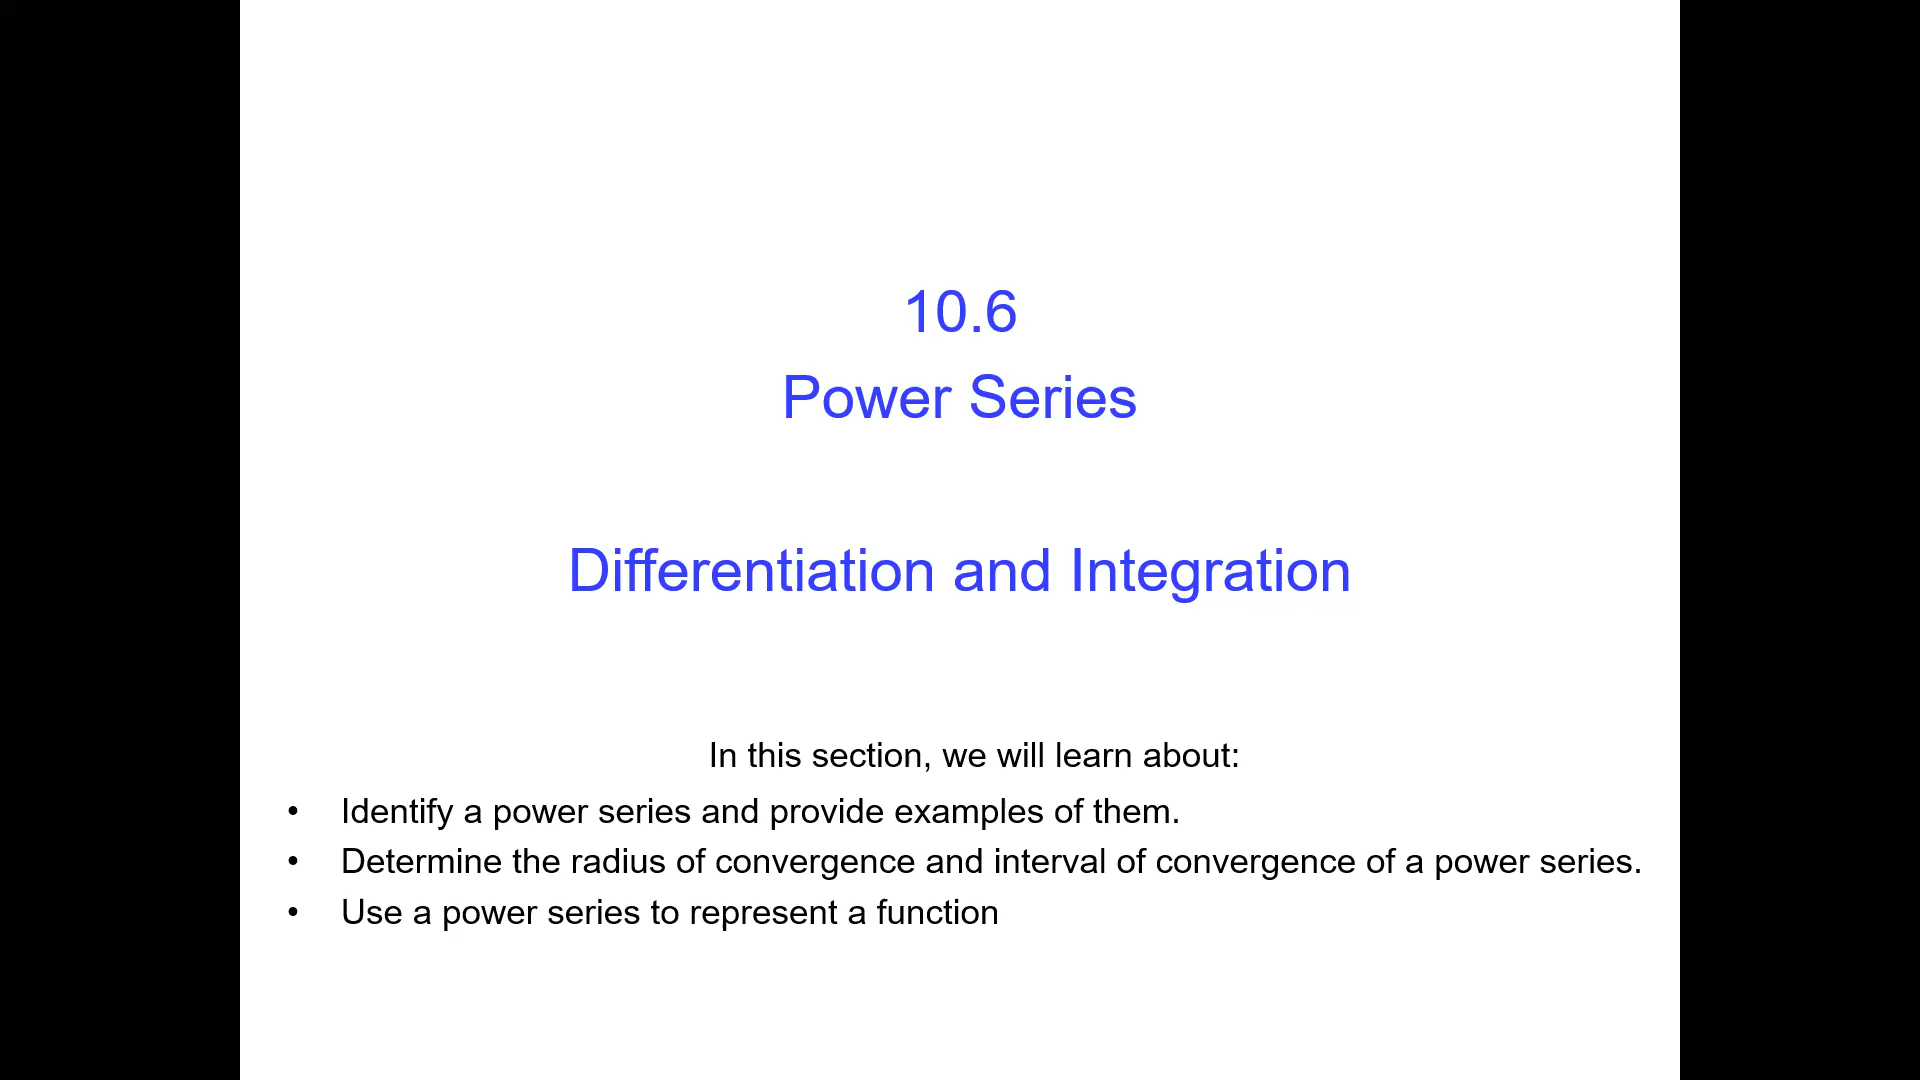 10.6
Power Series
Differentiation and Integration
In this section, we will learn about:
• Identify a power series and provide examples of them.
• Determine the radius of convergence and interval of convergence of a power series.
• Use a power series to represent a function